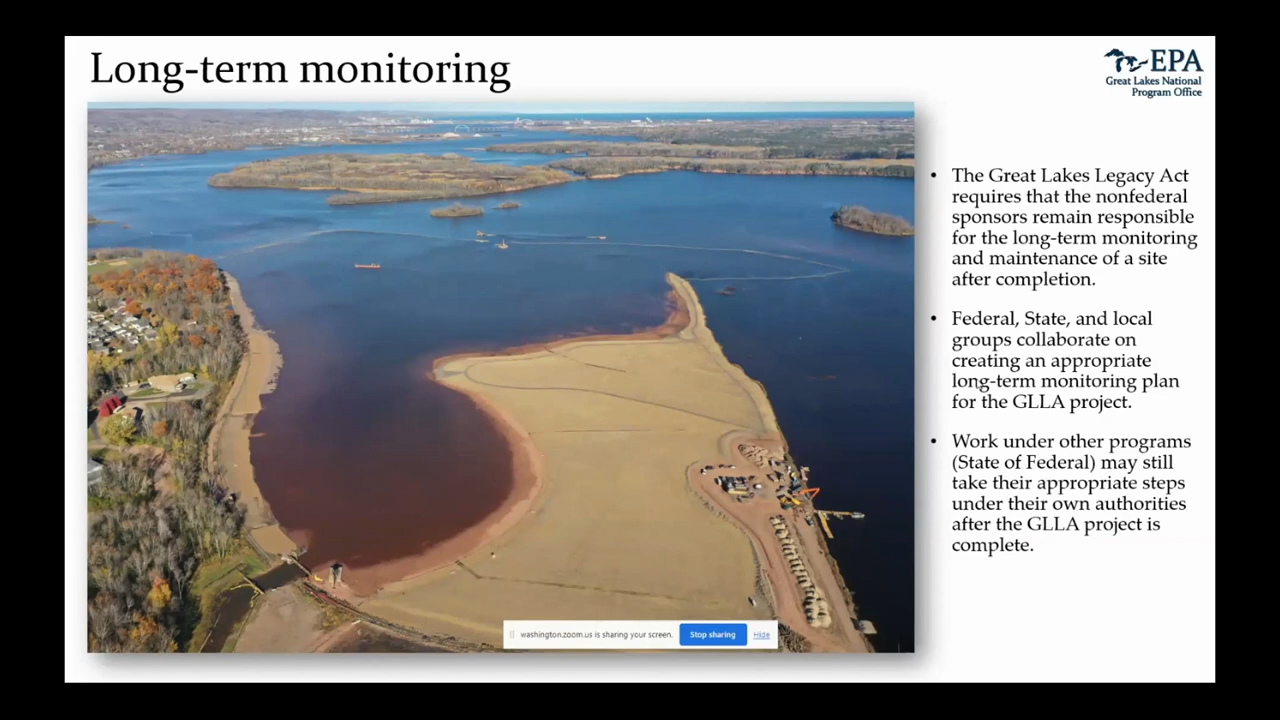 Long-term monitoring
EPA
Great Lakes National
Program Office
• The Great Lakes Legacy Act
requires that the nonfederal
sponsors remain responsible
for the long-term monitoring
and maintenance of a site
after completion.
• Federal, State, and local
groups collaborate on
creating an appropriate
long-term monitoring plan
for the GLLA project.
• Work under other programs
(State of Federal) may still
take their appropriate steps
under their own authorities
after the GLLA project is
complete.
washington.zoom.us is sharing your screen. Stop sharing Hide